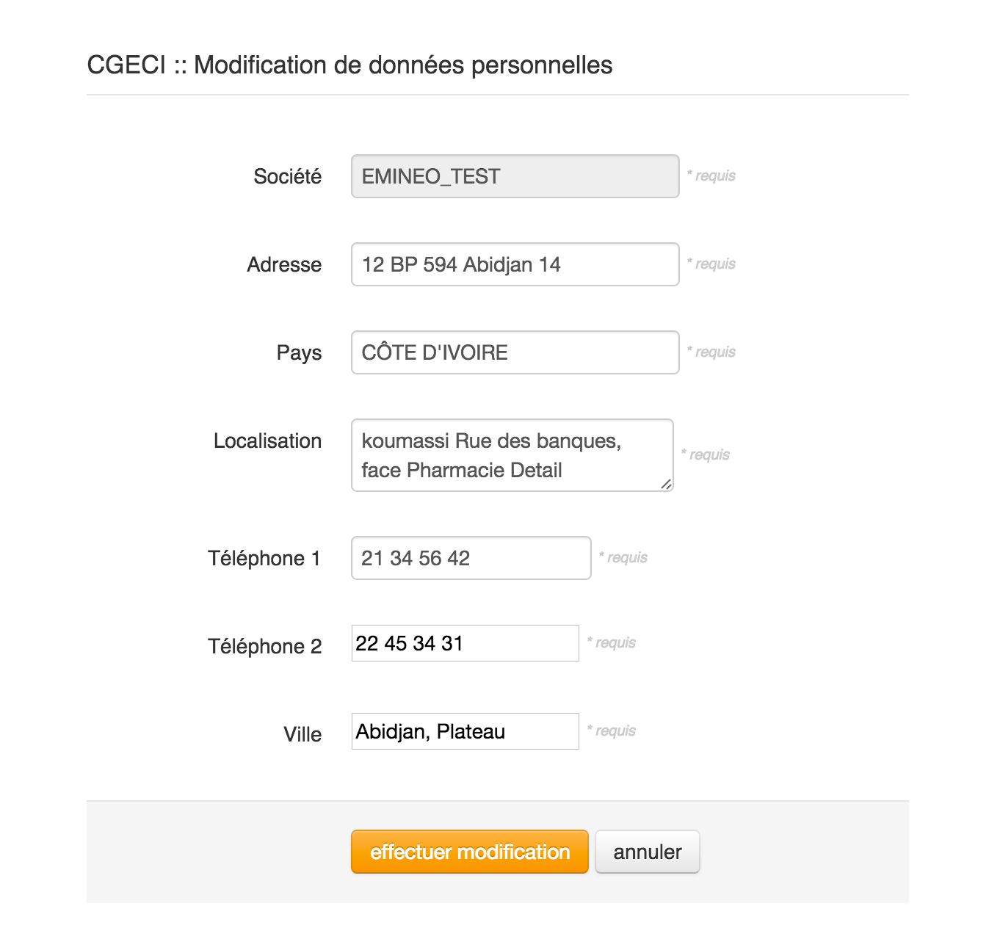 CGECI :: Modification de données personnelles
Société EMINEO_TEST * requis
Adresse 12 BP 594 Abidjan 14 * requis
Pays CÔTE D'IVOIRE * requis
Localisation koumassi Rue des banques,
face Pharmacie Detail * requis
Téléphone 1 21 34 56 42 * requis
Téléphone 2 22 45 34 31 * requis
Ville Abidjan, Plateau * requis
effectuer modification annuler